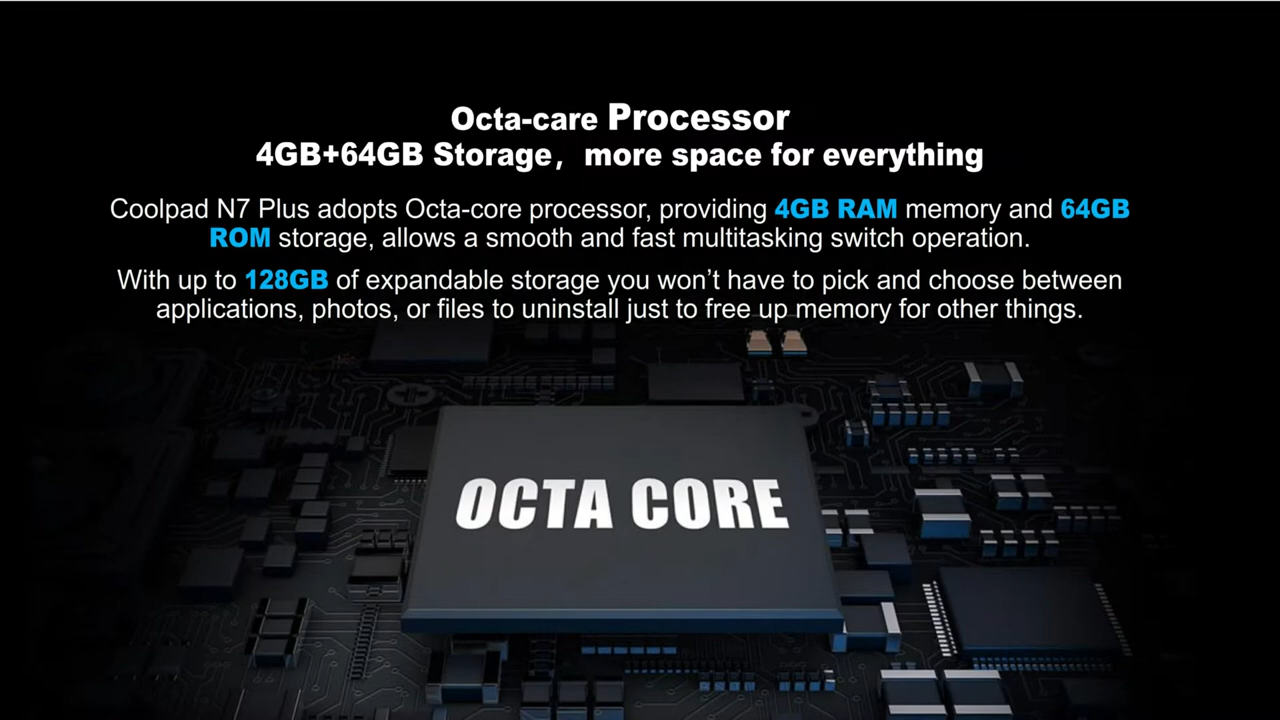 Octa-care Processor
4GB+64GB Storage，more space for everything
Coolpad N7 Plus adopts Octa-core processor, providing 4GB RAM memory and 64GB
ROM storage, allows a smooth and fast multitasking switch operation.
With up to 128GB of expandable storage you won’t have to pick and choose between
applications, photos, or files to uninstall just to free up memory for other things.
OCTA CORE